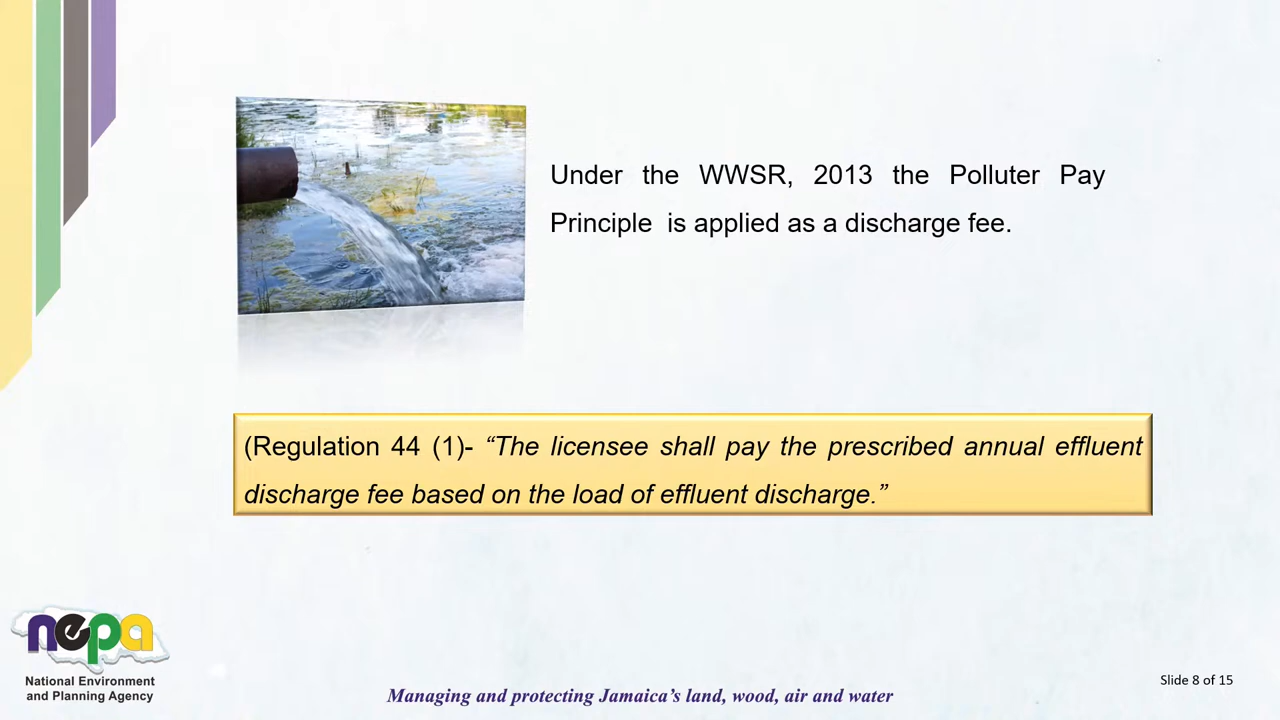 Under the WWSR, 2013 the Polluter Pay
Principle is applied as a discharge fee.
(Regulation 44 (1)- “The licensee shall pay the prescribed annual effluent
discharge fee based on the load of effluent discharge.”
nepa
National Environment
and Planning Agency
Managing and protecting Jamaica’s land, wood, air and water
Slide 8 of 15